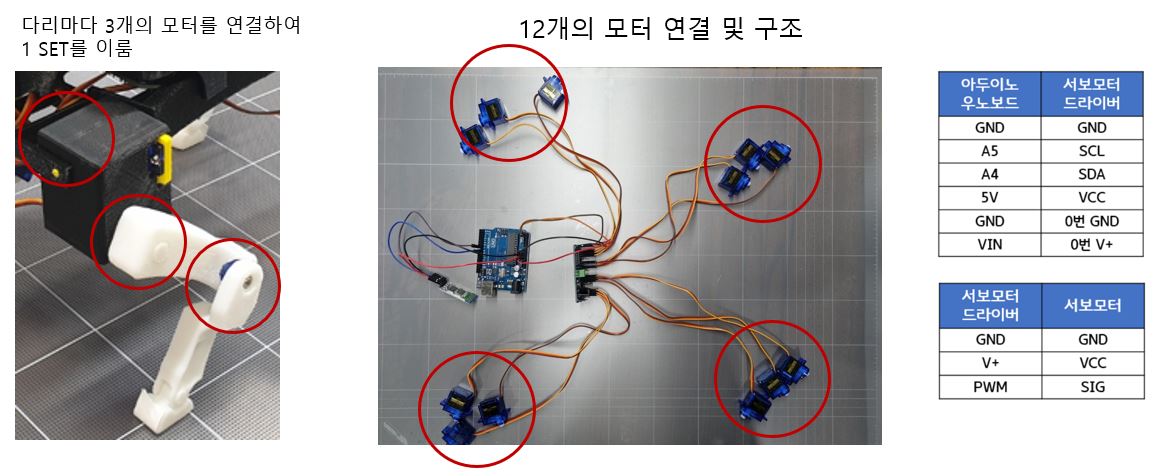 다리마다 3개의 모터를 연결하여
1 SET를 이룸
12개의 모터 연결 및 구조
아두이노 우노보드 서보모터 드라이버
GND GND
A5 SCL
A4 SDA
5V VCC
GND 0번 GND
VIN 0번 V+
서보모터 드라이버 서보모터
GND GND
V+ VCC
PWM SIG